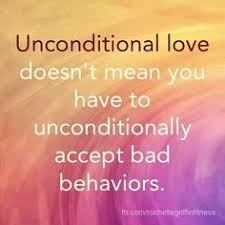 Unconditional love
doesn't mean you
have to
unconditionally
accept bad
behaviors.
fb.com/rochellegriffinfitness